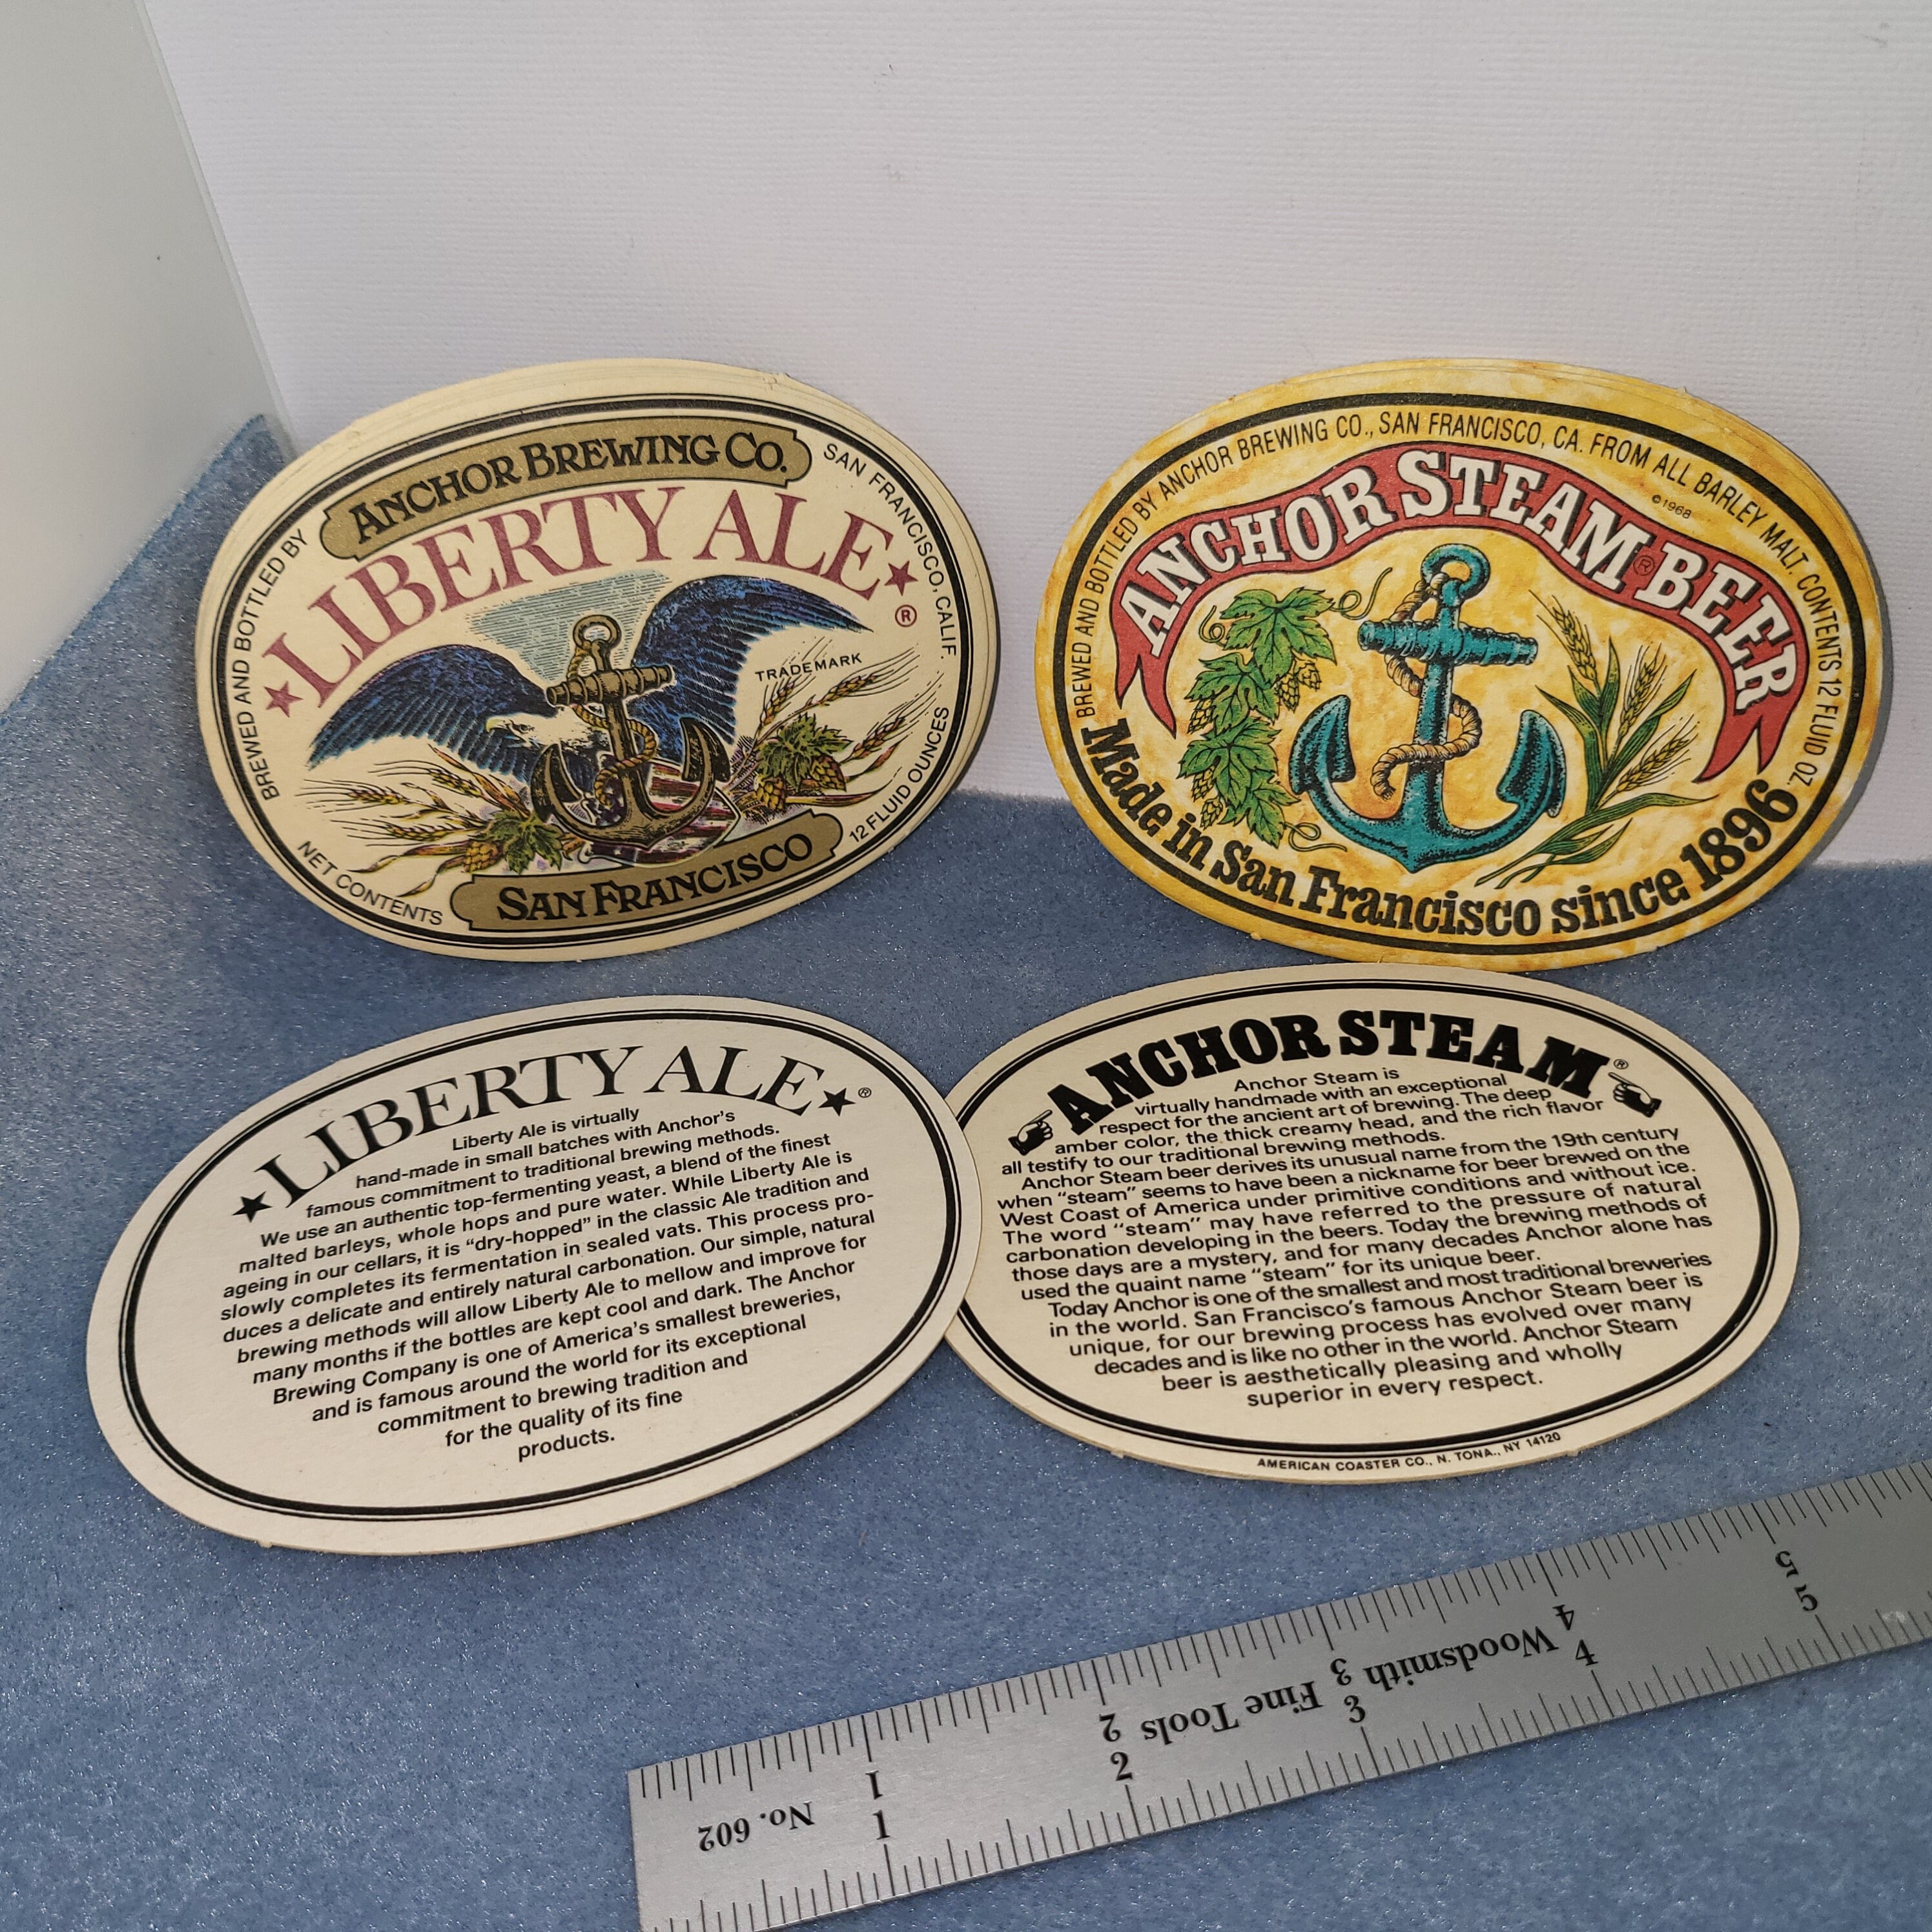 ANCHOR BREWING CO.
LIBERTY ALE ®
BREWED AND BOTTLED BY
SAN FRANCISCO, CALIF.
TRADEMARK
NET CONTENTS
12 FLUID OUNCES
SAN FRANCISCO
BREWED AND BOTTLED BY ANCHOR BREWING CO., SAN FRANCISCO, CA. FROM ALL BARLEY MALT. CONTENTS 12 FLUID OZ.
©1968
ANCHOR STEAM ® BEER
Made in San Francisco since 1896
LIBERTY ALE ®
Liberty Ale is virtually
hand-made in small batches with Anchor's
famous commitment to traditional brewing methods.
We use an authentic top-fermenting yeast, a blend of the finest
malted barleys, whole hops and pure water. While Liberty Ale is
ageing in our cellars, it is "dry-hopped" in the classic Ale tradition and
slowly completes its fermentation in sealed vats. This process pro-
duces a delicate and entirely natural carbonation. Our simple, natural
brewing methods will allow Liberty Ale to mellow and improve for
many months if the bottles are kept cool and dark. The Anchor
Brewing Company is one of America's smallest breweries,
and is famous around the world for its exceptional
commitment to brewing tradition and
for the quality of its fine
products.
ANCHOR STEAM ®
Anchor Steam is
virtually handmade with an exceptional
respect for the ancient art of brewing. The deep
amber color, the thick creamy head, and the rich flavor
all testify to our traditional brewing methods.
Anchor Steam beer derives its unusual name from the 19th century
when "steam" seems to have been a nickname for beer brewed on the
West Coast of America under primitive conditions and without ice.
The word "steam" may have referred to the pressure of natural
carbonation developing in the beers. Today the brewing methods of
those days are a mystery, and for many decades Anchor alone has
used the quaint name "steam" for its unique beer.
Today Anchor is one of the smallest and most traditional breweries
in the world. San Francisco's famous Anchor Steam beer is
unique, for our brewing process has evolved over many
decades and is like no other in the world. Anchor Steam
beer is aesthetically pleasing and wholly
superior in every respect.
AMERICAN COASTER CO., N. TONA., NY 14120
1 2 3 4 5
No. 602 Woodsmith Fine Tools
1 2 3 4 5